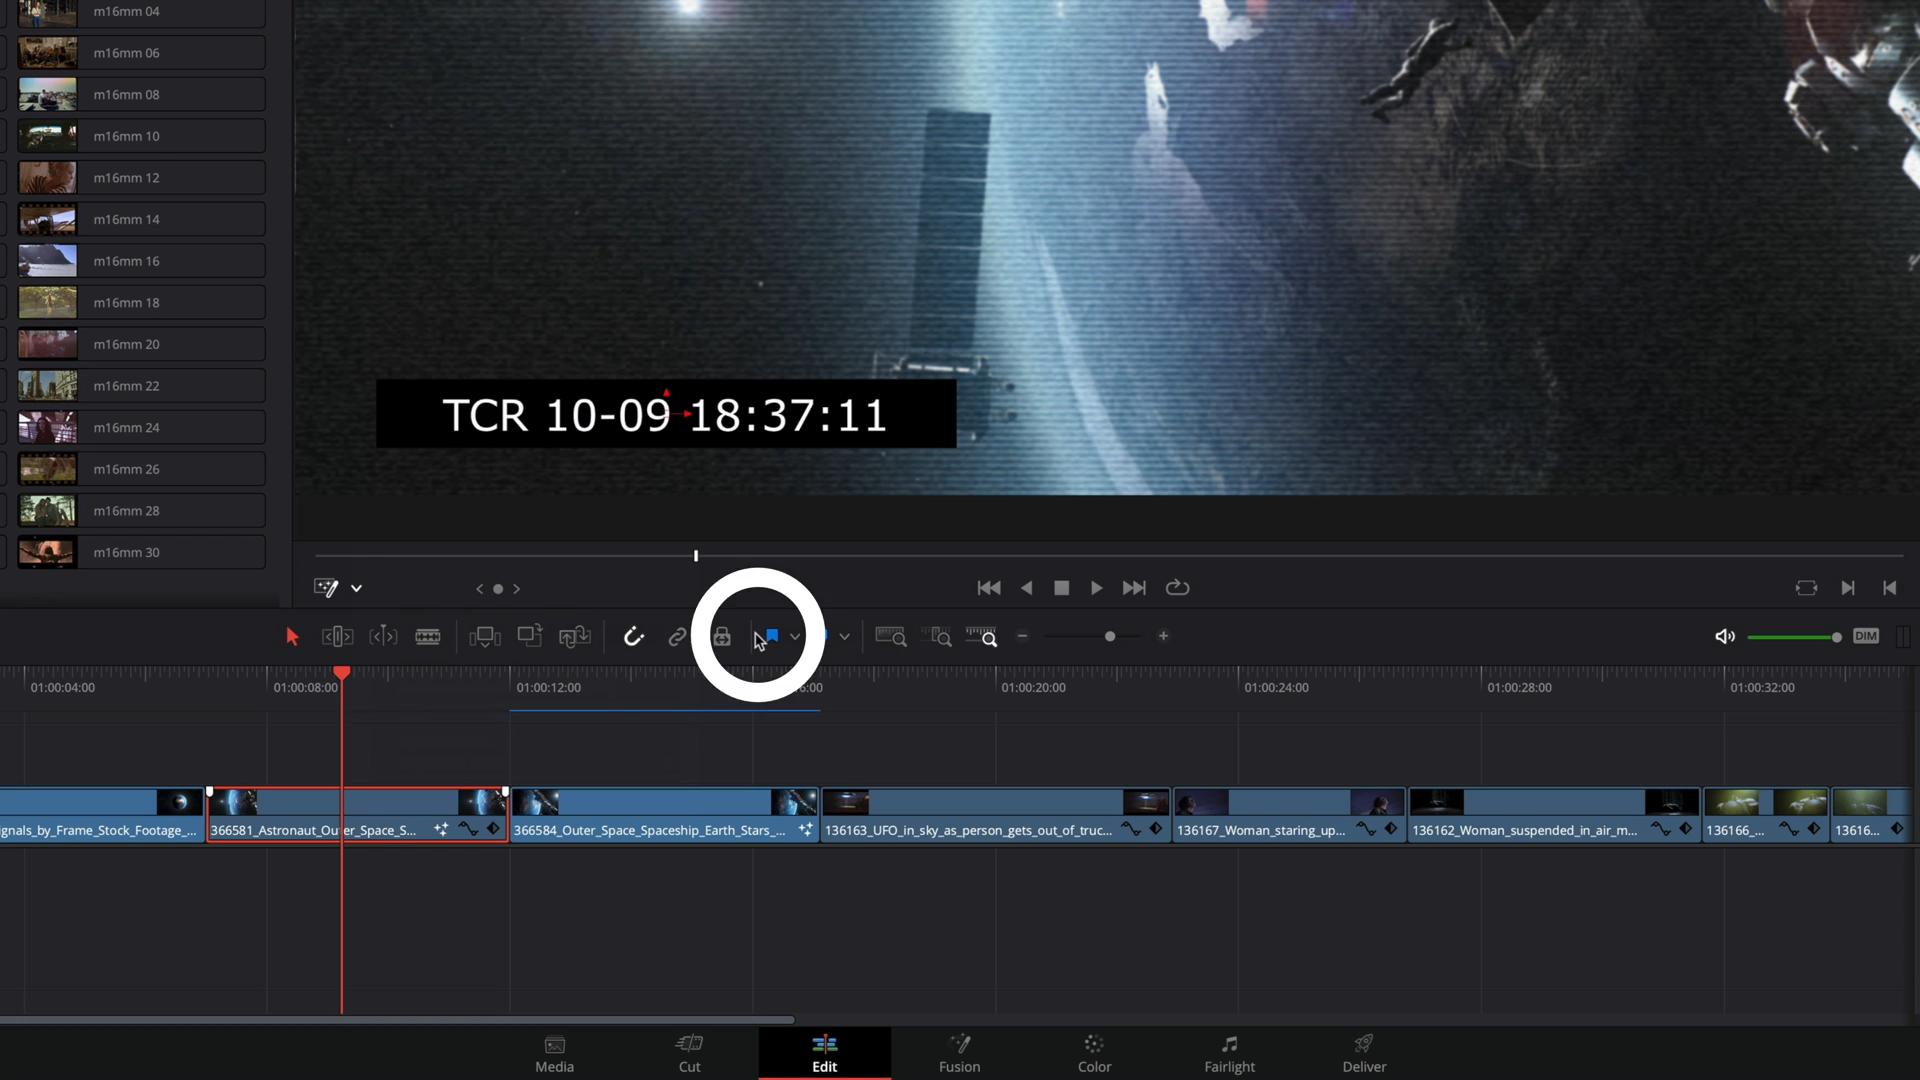 m16mm 04
m16mm 06
m16mm 08
m16mm 10
m16mm 12
m16mm 14
m16mm 16
m16mm 18
m16mm 20
m16mm 22
m16mm 24
m16mm 26
m16mm 28
m16mm 30
TCR 10-09 18:37:11
DIM
01:00:04:00
01:00:08:00
01:00:12:00
6:00
01:00:20:00
01:00:24:00
01:00:28:00
01:00:32:00
ignals_by_Frame_Stock_Footage_...
366581_Astronaut_Outer_Space_S...
366584_Outer_Space_Spaceship_Earth_Stars_...
136163_UFO_in_sky_as_person_gets_out_of_truc...
136167_Woman_staring_up...
136162_Woman_suspended_in_air_m...
136166_...
13616...
Media
Cut
Edit
Fusion
Color
Fairlight
Deliver